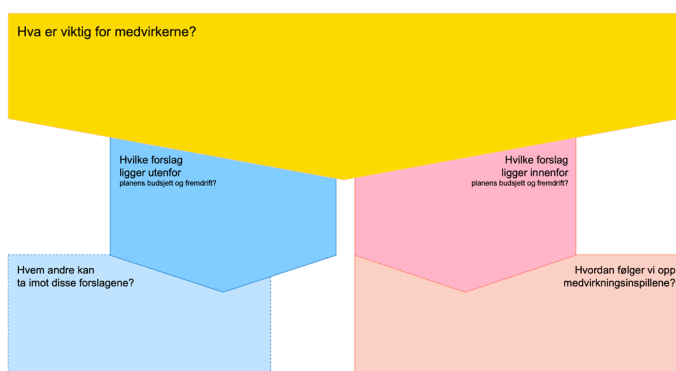 Hva er viktig for medvirkerne?
Hvilke forslag
ligger utenfor
planens budsjett og fremdrift?
Hvilke forslag
ligger innenfor
planens budsjett og fremdrift?
Hvem andre kan
ta imot disse forslagene?
Hvordan følger vi opp
medvirkningsinspillene?